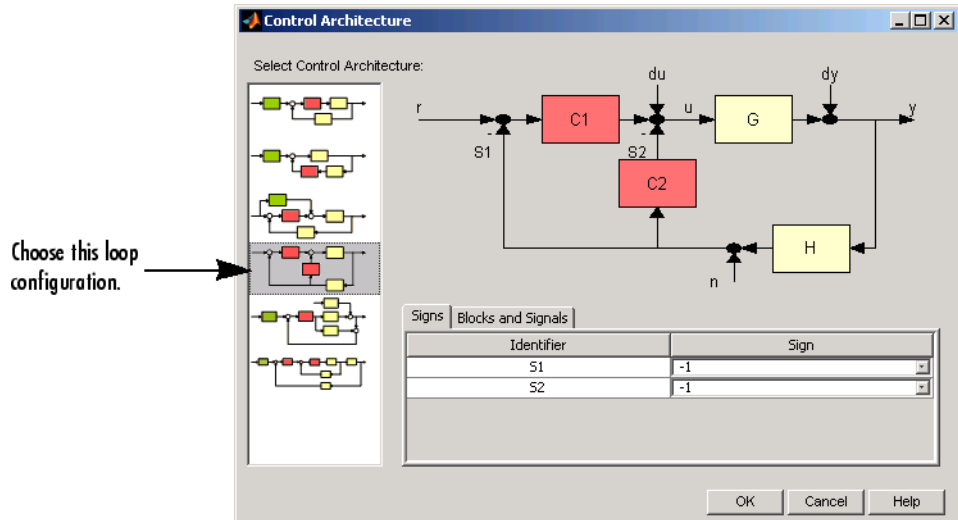 Control Architecture
Select Control Architecture:
Choose this loop
configuration.
du
dy
r
C1
u
G
y
-
-
S1
S2
C2
H
n
Signs
Blocks and Signals
Identifier
Sign
S1
-1
S2
-1
OK
Cancel
Help